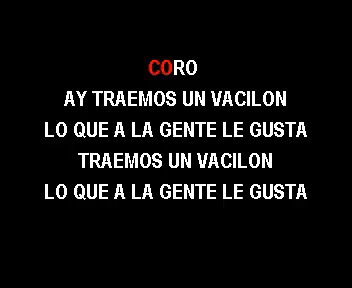 CORO
AY TRAEMOS UN VACILON
LO QUE A LA GENTE LE GUSTA
TRAEMOS UN VACILON
LO QUE A LA GENTE LE GUSTA